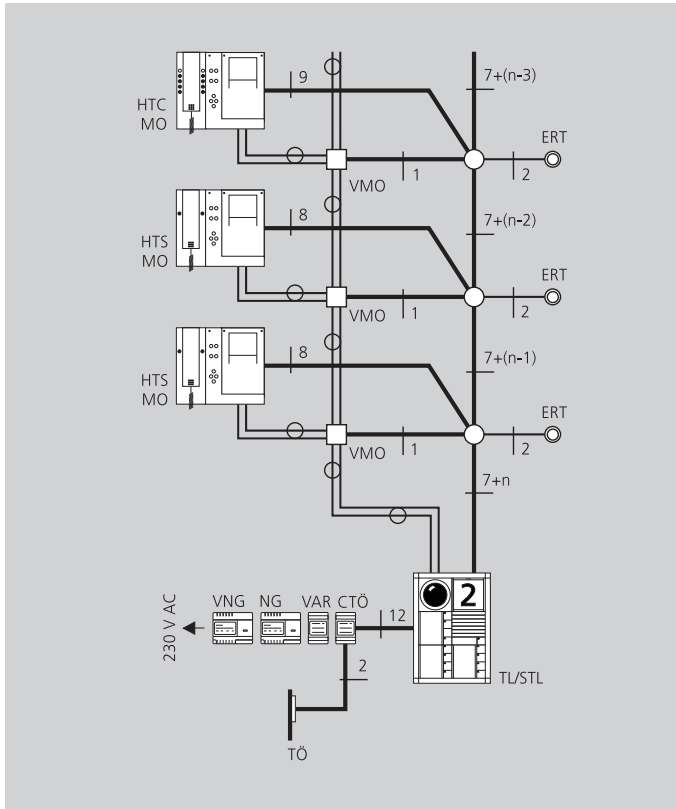 9
7+(n-3)
HTC
MO
ERT
VMO
1
2
8
7+(n-2)
HTS
MO
ERT
VMO
1
2
8
7+(n-1)
HTS
MO
ERT
VMO
1
2
7+n
2
230 V AC
VNG
NG
VAR
CTÖ
12
TL/STL
2
TÖ